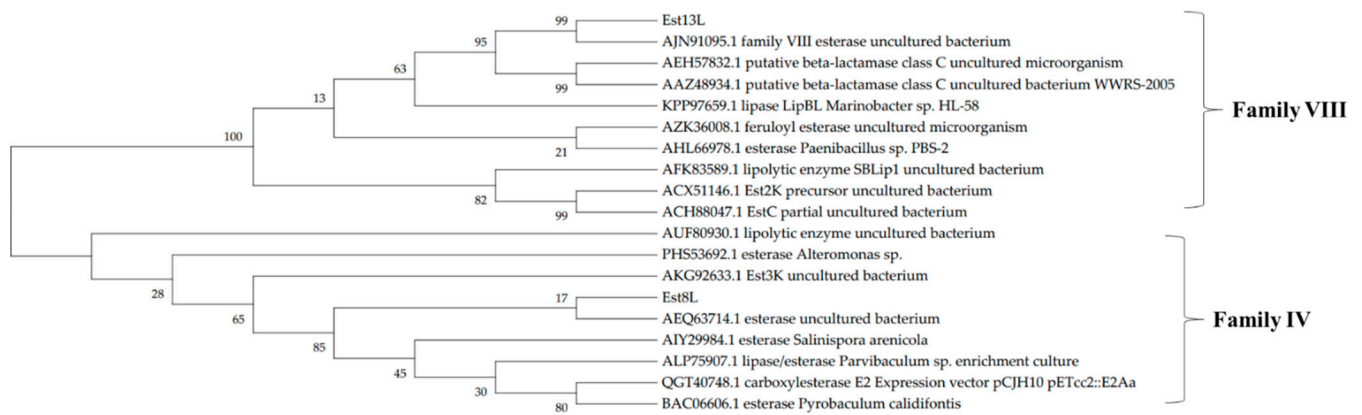 99
Est13L
95
AJN91095.1 family VIII esterase uncultured bacterium
63
AEH57832.1 putative beta-lactamase class C uncultured microorganism
99
AAZ48934.1 putative beta-lactamase class C uncultured bacterium WWRS-2005
13
KPP97659.1 lipase LipBL Marinobacter sp. HL-58
Family VIII
100
AZK36008.1 feruloyl esterase uncultured microorganism
21
AHL66978.1 esterase Paenibacillus sp. PBS-2
AFK83589.1 lipolytic enzyme SBLip1 uncultured bacterium
82
ACX51146.1 Est2K precursor uncultured bacterium
99
ACH88047.1 EstC partial uncultured bacterium
AUF80930.1 lipolytic enzyme uncultured bacterium
PHS53692.1 esterase Alteromonas sp.
28
AKG92633.1 Est3K uncultured bacterium
17
Est8L
65
AEQ63714.1 esterase uncultured bacterium
Family IV
85
AIY29984.1 esterase Salinispora arenicola
45
ALP75907.1 lipase/esterase Parvibaculum sp. enrichment culture
30
QGT40748.1 carboxylesterase E2 Expression vector pCJH10 pETcc2::E2Aa
80
BAC06606.1 esterase Pyrobaculum calidifontis